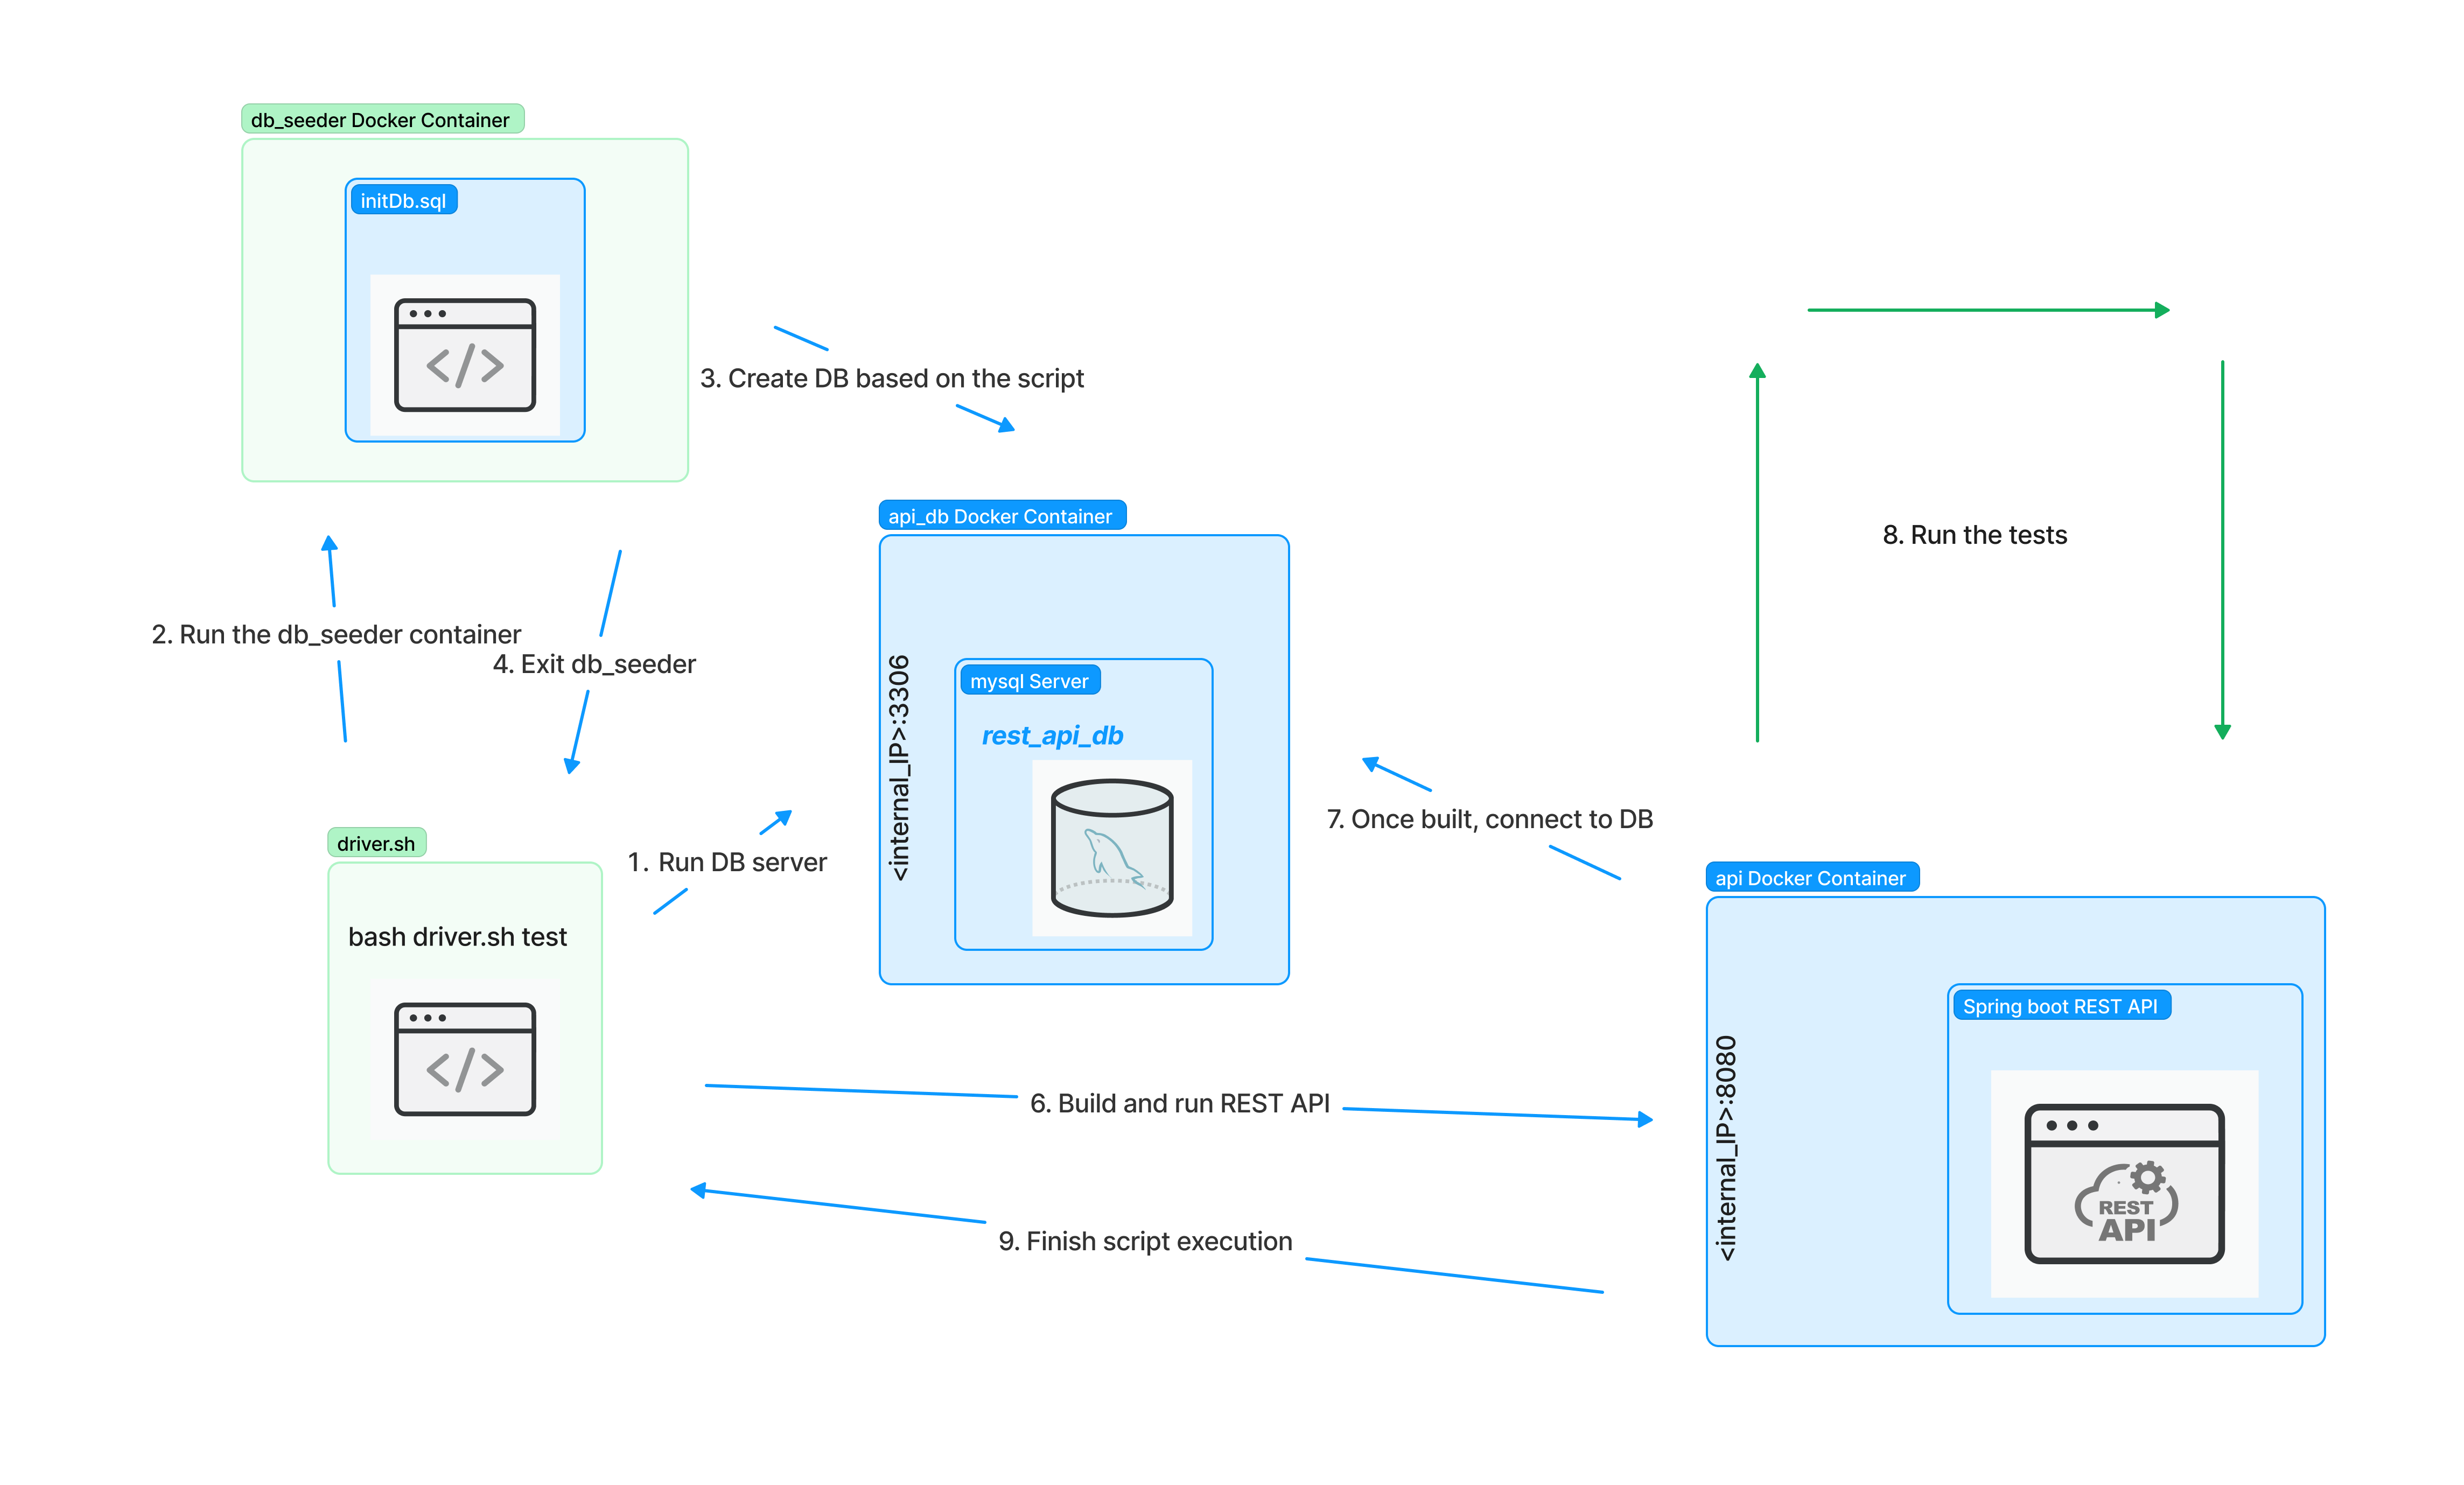 db_seeder Docker Container
initDb.sql
3. Create DB based on the script
api_db Docker Container
8. Run the tests
2. Run the db_seeder container
4. Exit db_seeder
<internal_IP>:3306
mysql Server
rest_api_db
7. Once built, connect to DB
driver.sh
1. Run DB server
bash driver.sh test
api Docker Container
<internal_IP>:8080
Spring boot REST API
6. Build and run REST API
REST
API
9. Finish script execution